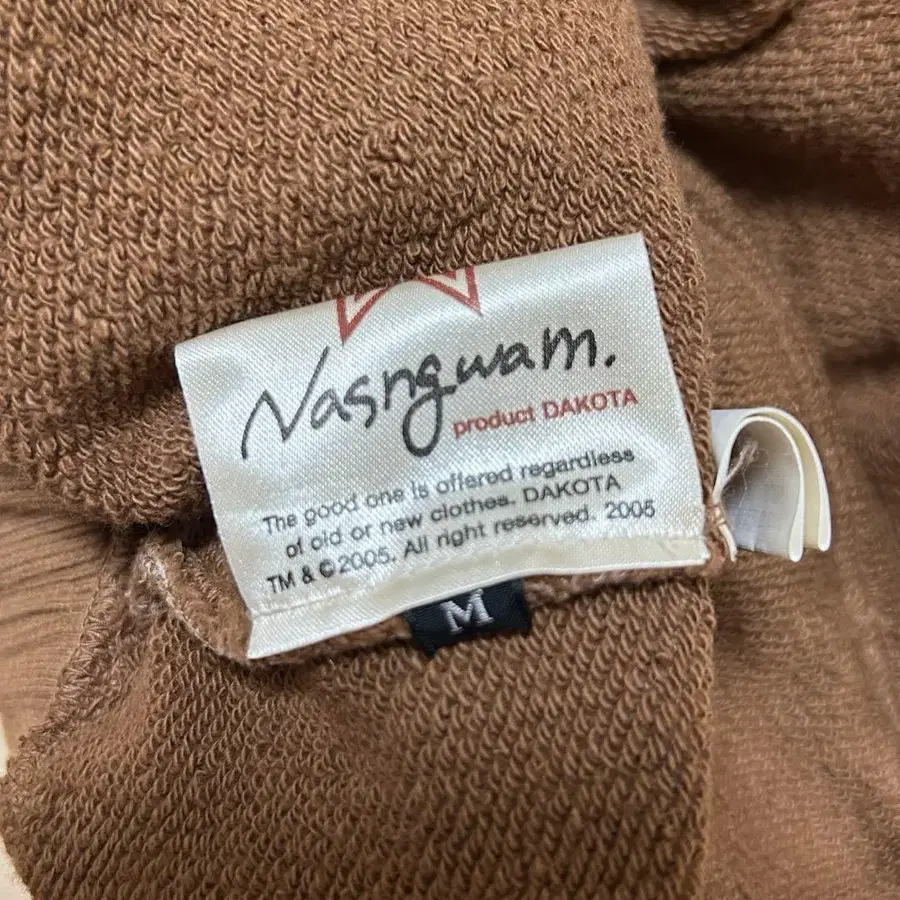 Nasngwam.
product DAKOTA
The good one is offered regardless
of old or new clothes. DAKOTA
TM & ©2005. All right reserved. 2005
M